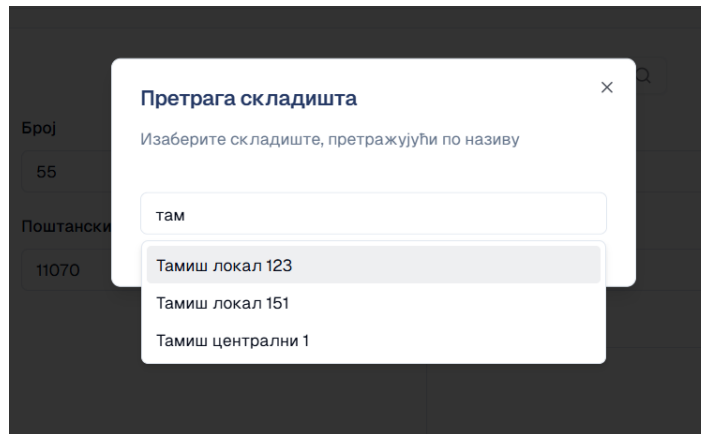 Претрага складишта
Изаберите складиште, претражујући по називу
там
Тамиш локал 123
Тамиш локал 151
Тамиш централни 1
Број
55
Поштански
11070